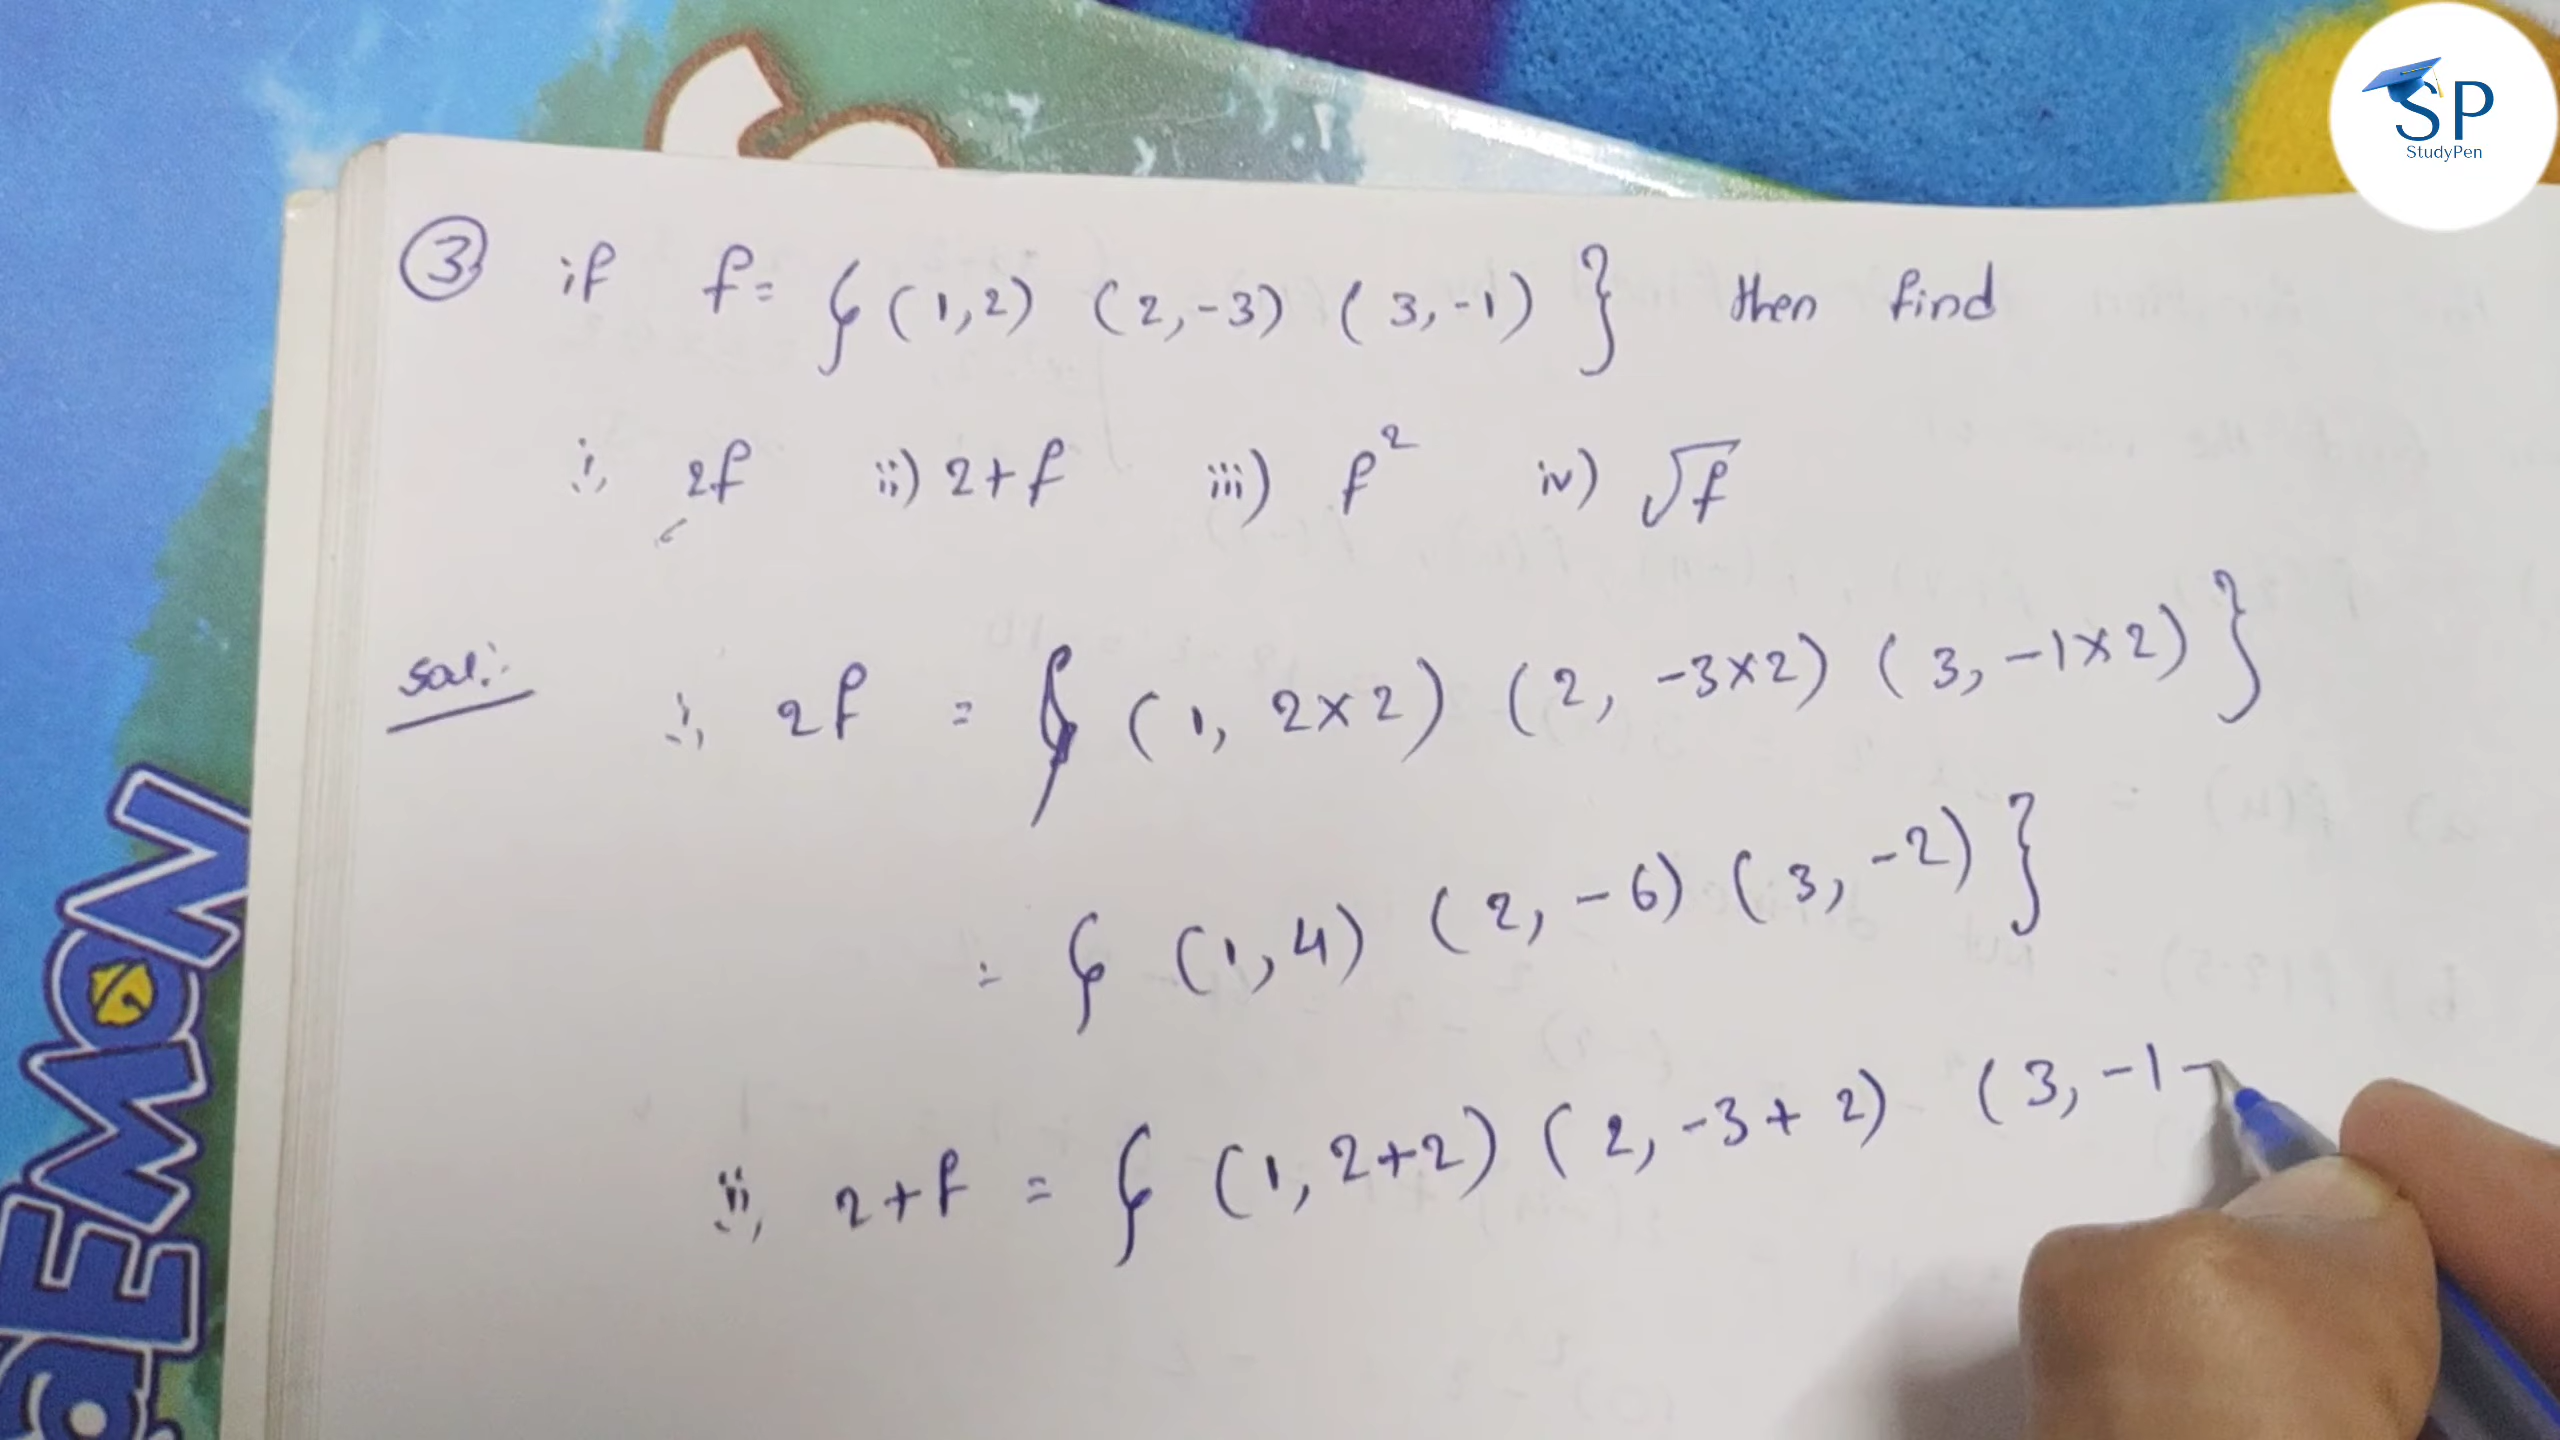 SP
StudyPen
③ if f = { (1,2) (2,-3) (3,-1) } then find
i, 2f ii) 2+f iii) f² iv) √f
sol:-
i, 2f = { (1, 2×2) (2, -3×2) (3, -1×2) }
= { (1,4) (2,-6) (3,-2) }
ii, 2+f = { (1, 2+2) (2, -3+2) (3, -1-
aEMON